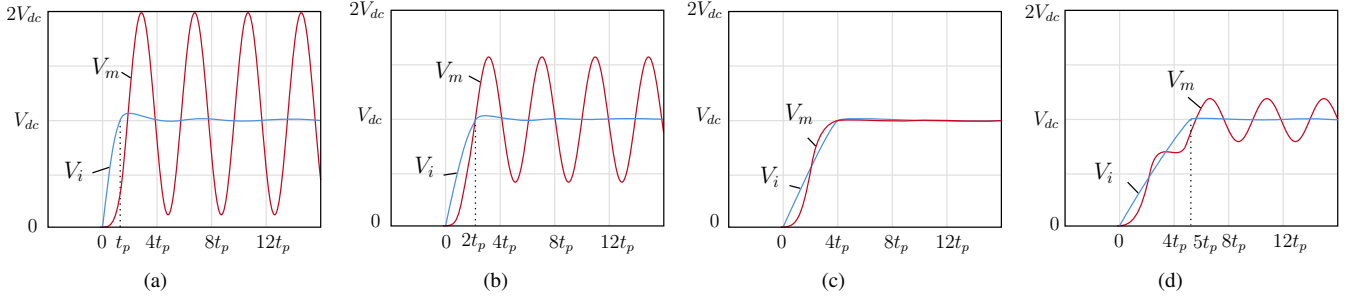 2V_dc
V_m
V_dc
V_i
0
0 t_p 4t_p 8t_p 12t_p
(a)
2V_dc
V_m
V_dc
V_i
0
0 2t_p 4t_p 8t_p 12t_p
(b)
2V_dc
V_m
V_dc
V_i
0
0 4t_p 8t_p 12t_p
(c)
2V_dc
V_m
V_dc
V_i
0
0 4t_p 5t_p 8t_p 12t_p
(d)